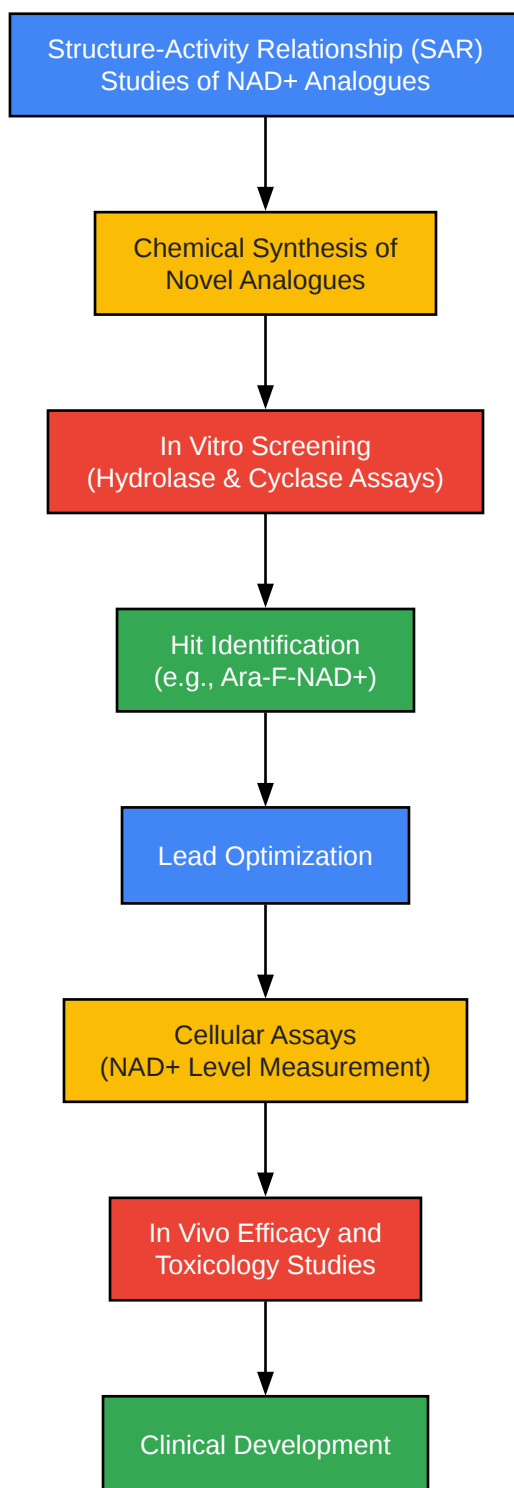 Structure-Activity Relationship (SAR)
Studies of NAD+ Analogues
Chemical Synthesis of
Novel Analogues
In Vitro Screening
(Hydrolase & Cyclase Assays)
Hit Identification
(e.g., Ara-F-NAD+)
Lead Optimization
Cellular Assays
(NAD+ Level Measurement)
In Vivo Efficacy and
Toxicology Studies
Clinical Development